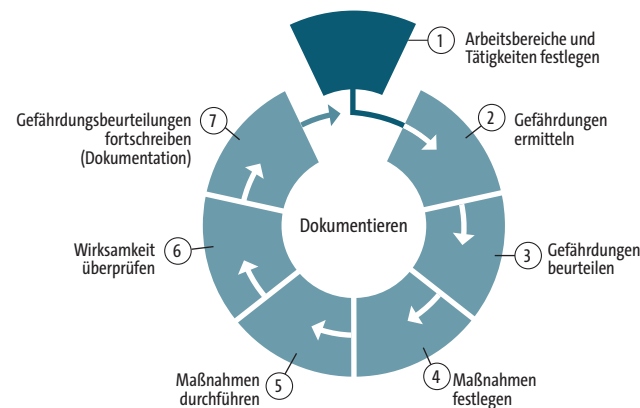 1
Arbeitsbereiche und
Tätigkeiten festlegen
2
Gefährdungen
ermitteln
3
Gefährdungen
beurteilen
4
Maßnahmen
festlegen
5
Maßnahmen
durchführen
6
Wirksamkeit
überprüfen
7
Gefährdungsbeurteilungen
fortschreiben
(Dokumentation)
Dokumentieren